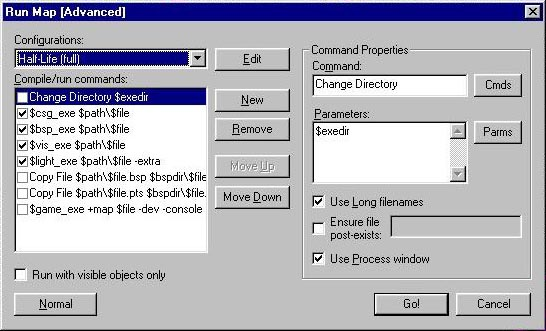 Run Map [Advanced]
Configurations:
Half-Life (full)
Edit
Compile/run commands:
Change Directory $exedir
$csg_exe $path\$file
$bsp_exe $path\$file
$vis_exe $path\$file
$light_exe $path\$file -extra
Copy File $path\$file.bsp $bspdir\$file
Copy File $path\$file.pts $bspdir\$file.
$game_exe +map $file -dev -console
New
Remove
Move Up
Move Down
Run with visible objects only
Normal
Command Properties
Command:
Change Directory
Cmds
Parameters:
$exedir
Parms
Use Long filenames
Ensure file
post-exists:
Use Process window
Go!
Cancel